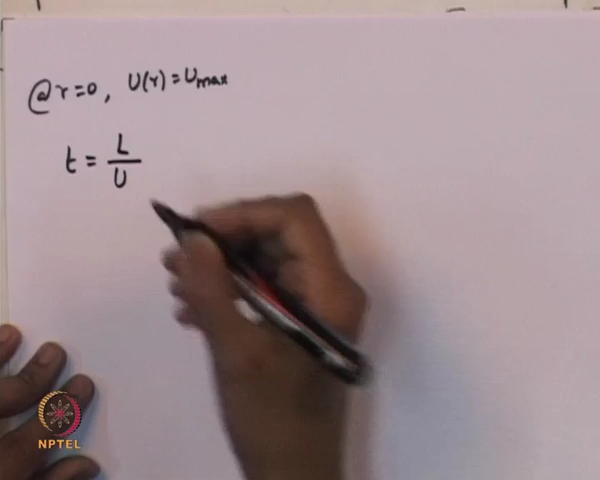 @ r=0, U(r) = Umax
t = L/U
NPTEL